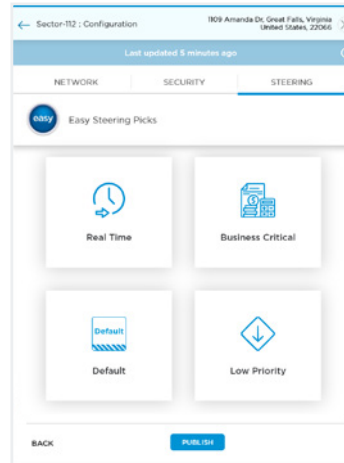 Sector-112 : Configuration
1109 Amanda Dr, Great Falls, Virginia
United States, 22066
Last updated 5 minutes ago
NETWORK SECURITY STEERING
easy Easy Steering Picks
Real Time Business Critical
Default
Default Low Priority
BACK PUBLISH